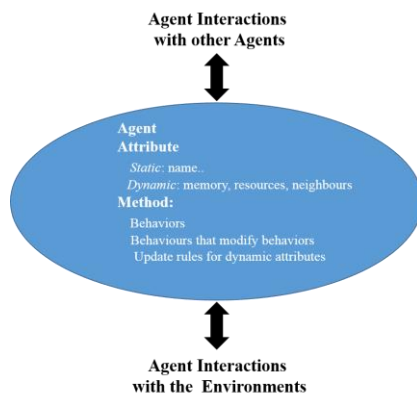 Agent Interactions
with other Agents
Agent
Attribute
Static: name..
Dynamic: memory, resources, neighbours
Method:
Behaviors
Behaviours that modify behaviors
Update rules for dynamic attributes
Agent Interactions
with the Environments